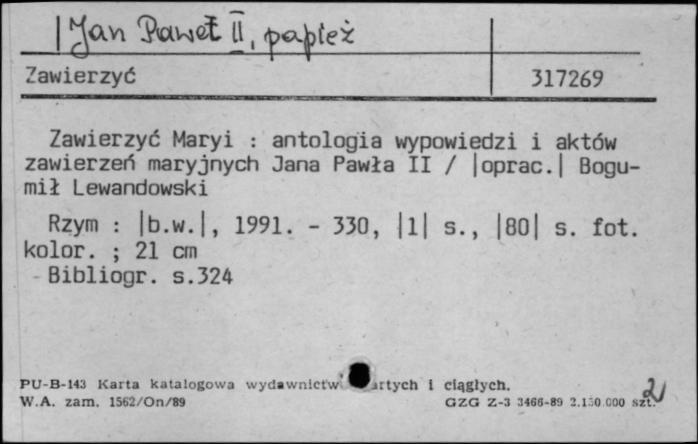 | Jan Paweł II, papież
Zawierzyć 317269
Zawierzyć Maryi : antologia wypowiedzi i aktów
zawierzeń maryjnych Jana Pawła II / |oprac.| Bogu-
mił Lewandowski
Rzym : |b.w.|, 1991. - 330, |1| s., |80| s. fot.
kolor. ; 21 cm
- Bibliogr. s.324
PU-B-143 Karta katalogowa wydawnictw artych i ciągłych.
W.A. zam. 1562/On/89 GZG Z-3 3466-89 2.150.000 szt. 2